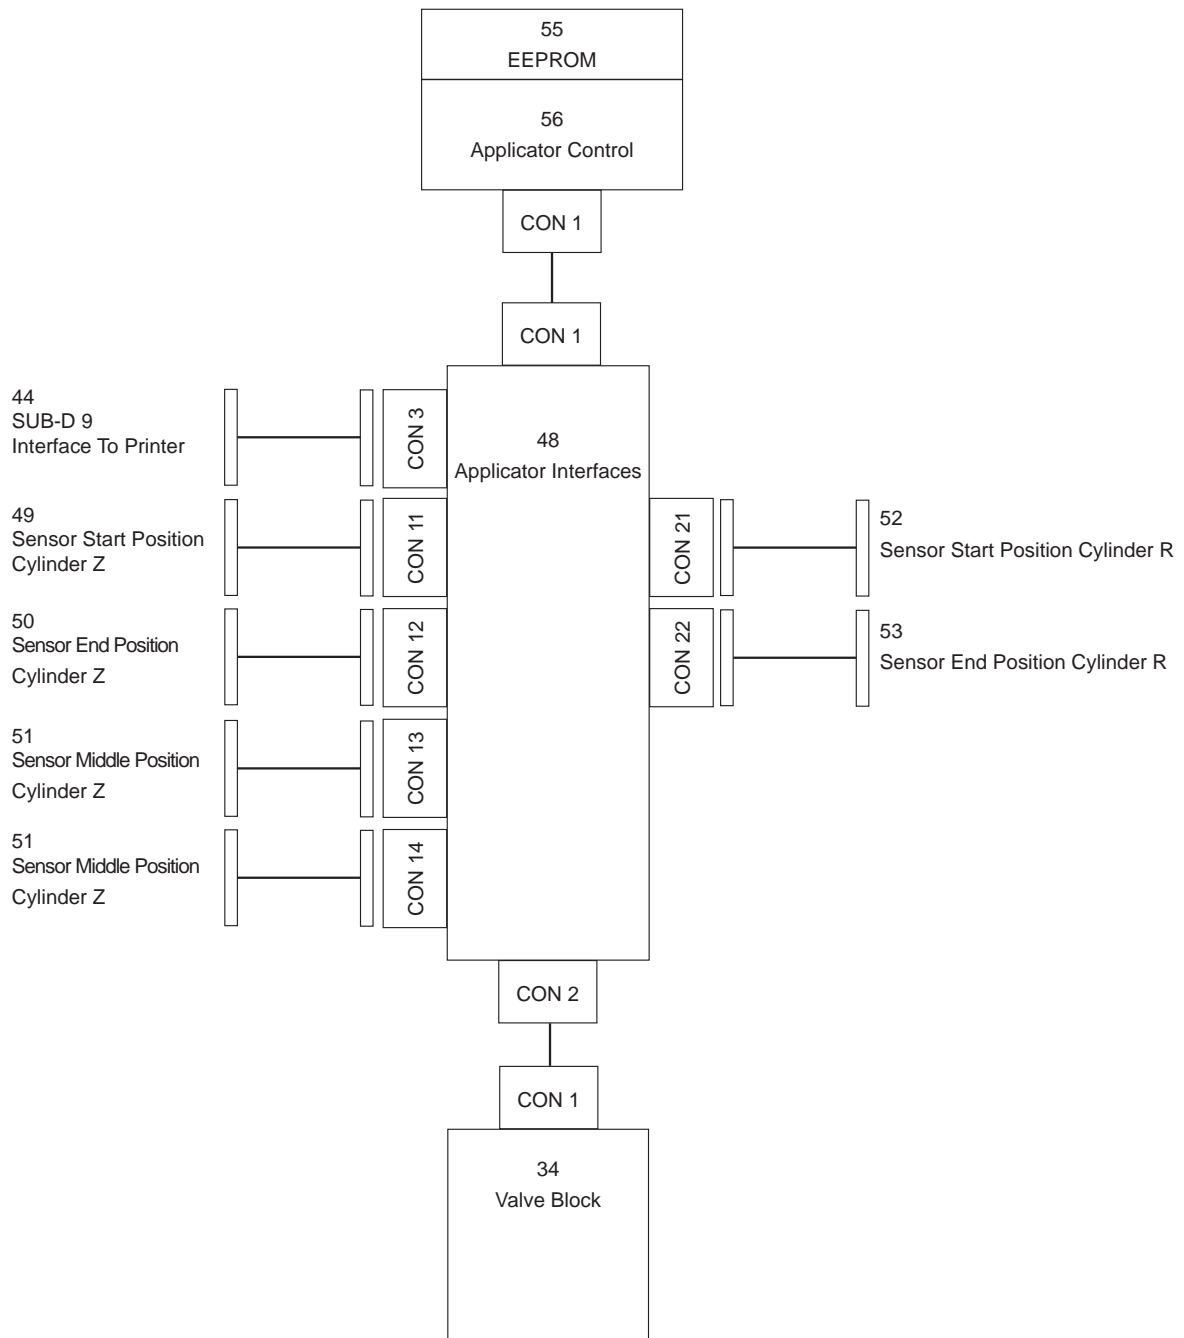 55
EEPROM
56
Applicator Control
CON 1
CON 1
44
SUB-D 9
Interface To Printer
CON 3
48
Applicator Interfaces
49
Sensor Start Position
Cylinder Z
CON 11
CON 21
52
Sensor Start Position Cylinder R
50
Sensor End Position
Cylinder Z
CON 12
CON 22
53
Sensor End Position Cylinder R
51
Sensor Middle Position
Cylinder Z
CON 13
51
Sensor Middle Position
Cylinder Z
CON 14
CON 2
CON 1
34
Valve Block